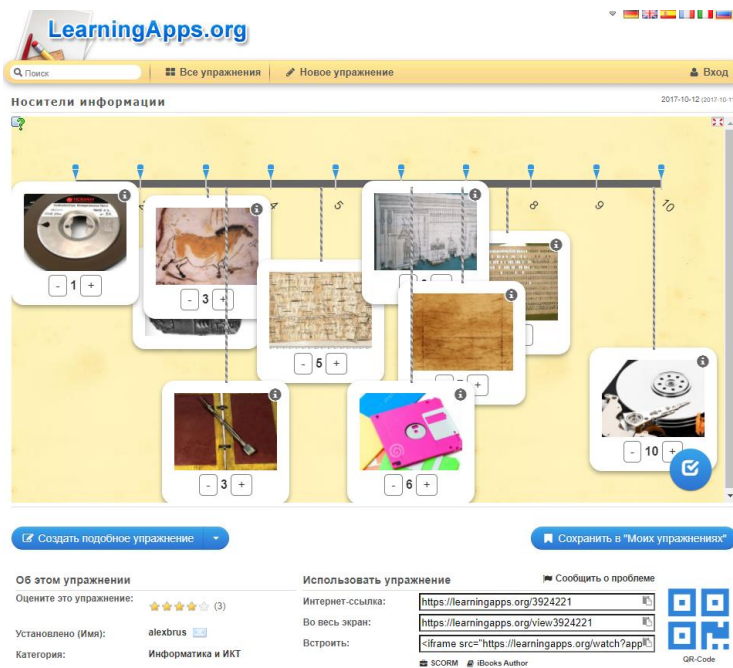 LearningApps.org
Поиск
Все упражнения
Новое упражнение
Вход
Носители информации
2017-10-12
4
5
8
9
10
- 1 +
- 3 +
- 5 +
- 3 +
- 6 +
+
- 10 +
Создать подобное упражнение
Сохранить в "Моих упражнениях"
Об этом упражнении
Оцените это упражнение:
(3)
Установлено (Имя):
alexbrus
Категория:
Информатика и ИКТ
Использовать упражнение
Сообщить о проблеме
Интернет-ссылка:
https://learningapps.org/3924221
Во весь экран:
https://learningapps.org/view3924221
Встроить:
<iframe src="https://learningapps.org/watch?app
SCORM
iBooks Author
QR-Code